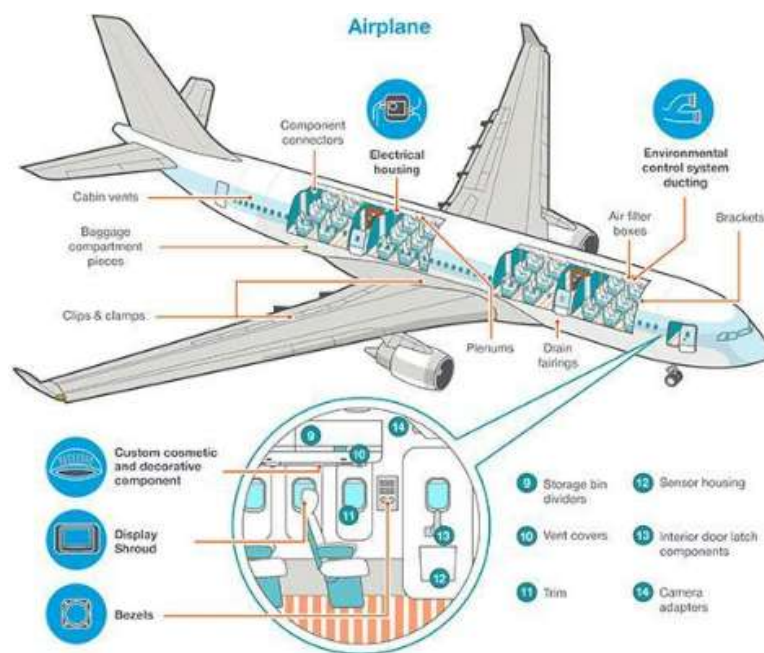 Airplane
Component
connectors
Electrical
housing
Environmental
control system
ducting
Cabin vents
Air filter
boxes
Brackets
Baggage
compartment
pieces
Clips & clamps
Plenums
Drain
fairings
Custom cosmetic
and decorative
component
Display
Shroud
Bezels
9
10
11
12
13
14
9 Storage bin
dividers
10 Vent covers
11 Trim
12 Sensor housing
13 Interior door latch
components
14 Camera
adapters